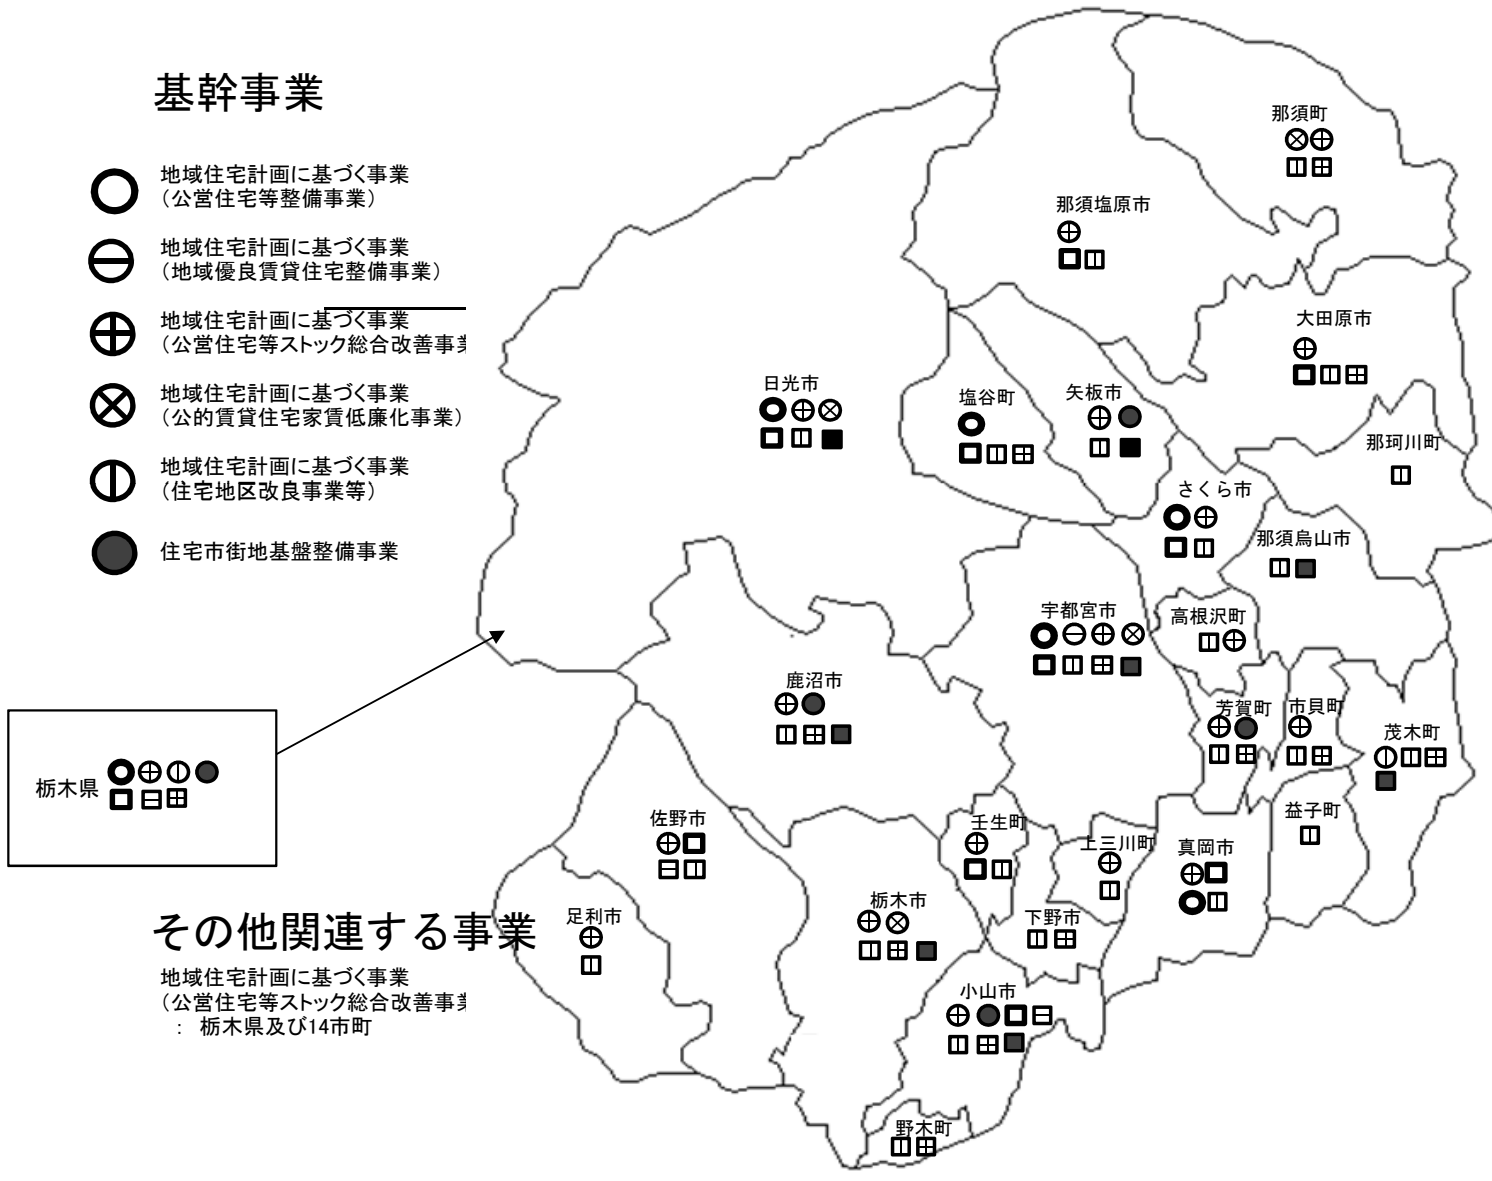 基幹事業
地域住宅計画に基づく事業
（公営住宅等整備事業）
地域住宅計画に基づく事業
（地域優良賃貸住宅整備事業）
地域住宅計画に基づく事業
（公営住宅等ストック総合改善事業
地域住宅計画に基づく事業
（公的賃貸住宅家賃低廉化事業）
地域住宅計画に基づく事業
（住宅地区改良事業等）
住宅市街地基盤整備事業
那須町
那須塩原市
大田原市
日光市
塩谷町
矢板市
那珂川町
さくら市
那須烏山市
宇都宮市
高根沢町
鹿沼市
芳賀町
市貝町
茂木町
栃木県
佐野市
壬生町
上三川町
真岡市
益子町
足利市
栃木市
下野市
小山市
野木町
その他関連する事業
地域住宅計画に基づく事業
（公営住宅等ストック総合改善事業
： 栃木県及び14市町